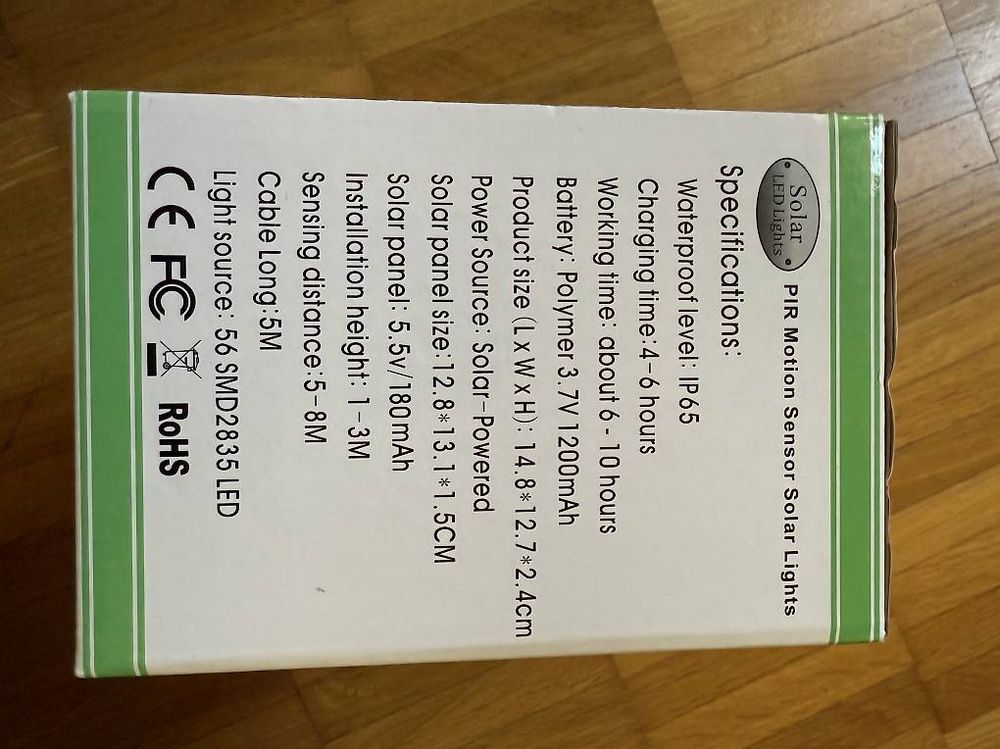 Solar
LED Lights
PIR Motion Sensor Solar Lights
Specifications:
Waterproof level: IP65
Charging time:4-6 hours
Working time: about 6 - 10 hours
Battery: Polymer 3.7V 1200mAh
Product size (L x W x H): 14.8*12.7*2.4cm
Power Source: Solar-Powered
Solar panel size:12.8*13.1*1.5CM
Solar panel: 5.5v/180mAh
Installation height: 1-3M
Sensing distance:5-8M
Cable Long:5M
Light source: 56 SMD2835 LED
CE FC RoHS